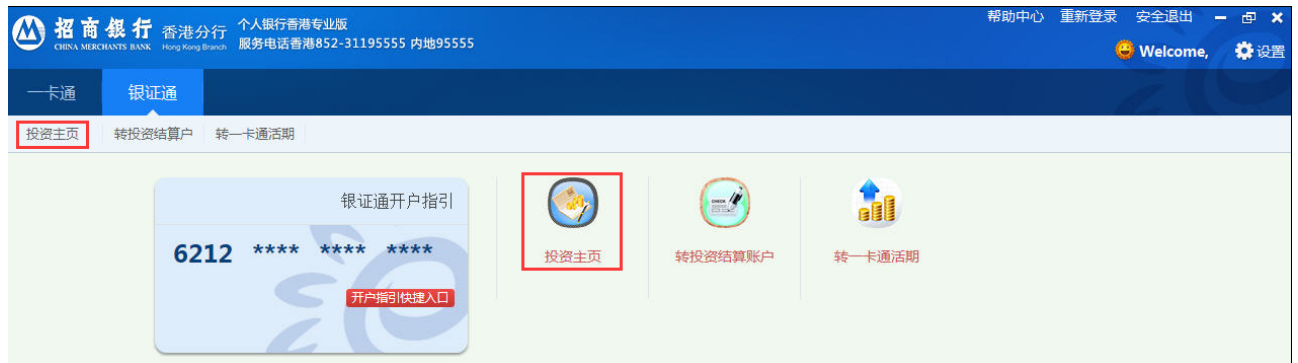 招商银行 香港分行 个人银行香港专业版
CHINA MERCHANTS BANK Hong Kong Branch 服务电话香港852-31195555 内地95555
帮助中心 重新登录 安全退出
Welcome, 设置
一卡通 银证通
投资主页 转投资结算户 转一卡通活期
银证通开户指引
6212 **** **** ****
开户指引快捷入口
CHECK
投资主页 转投资结算账户 转一卡通活期